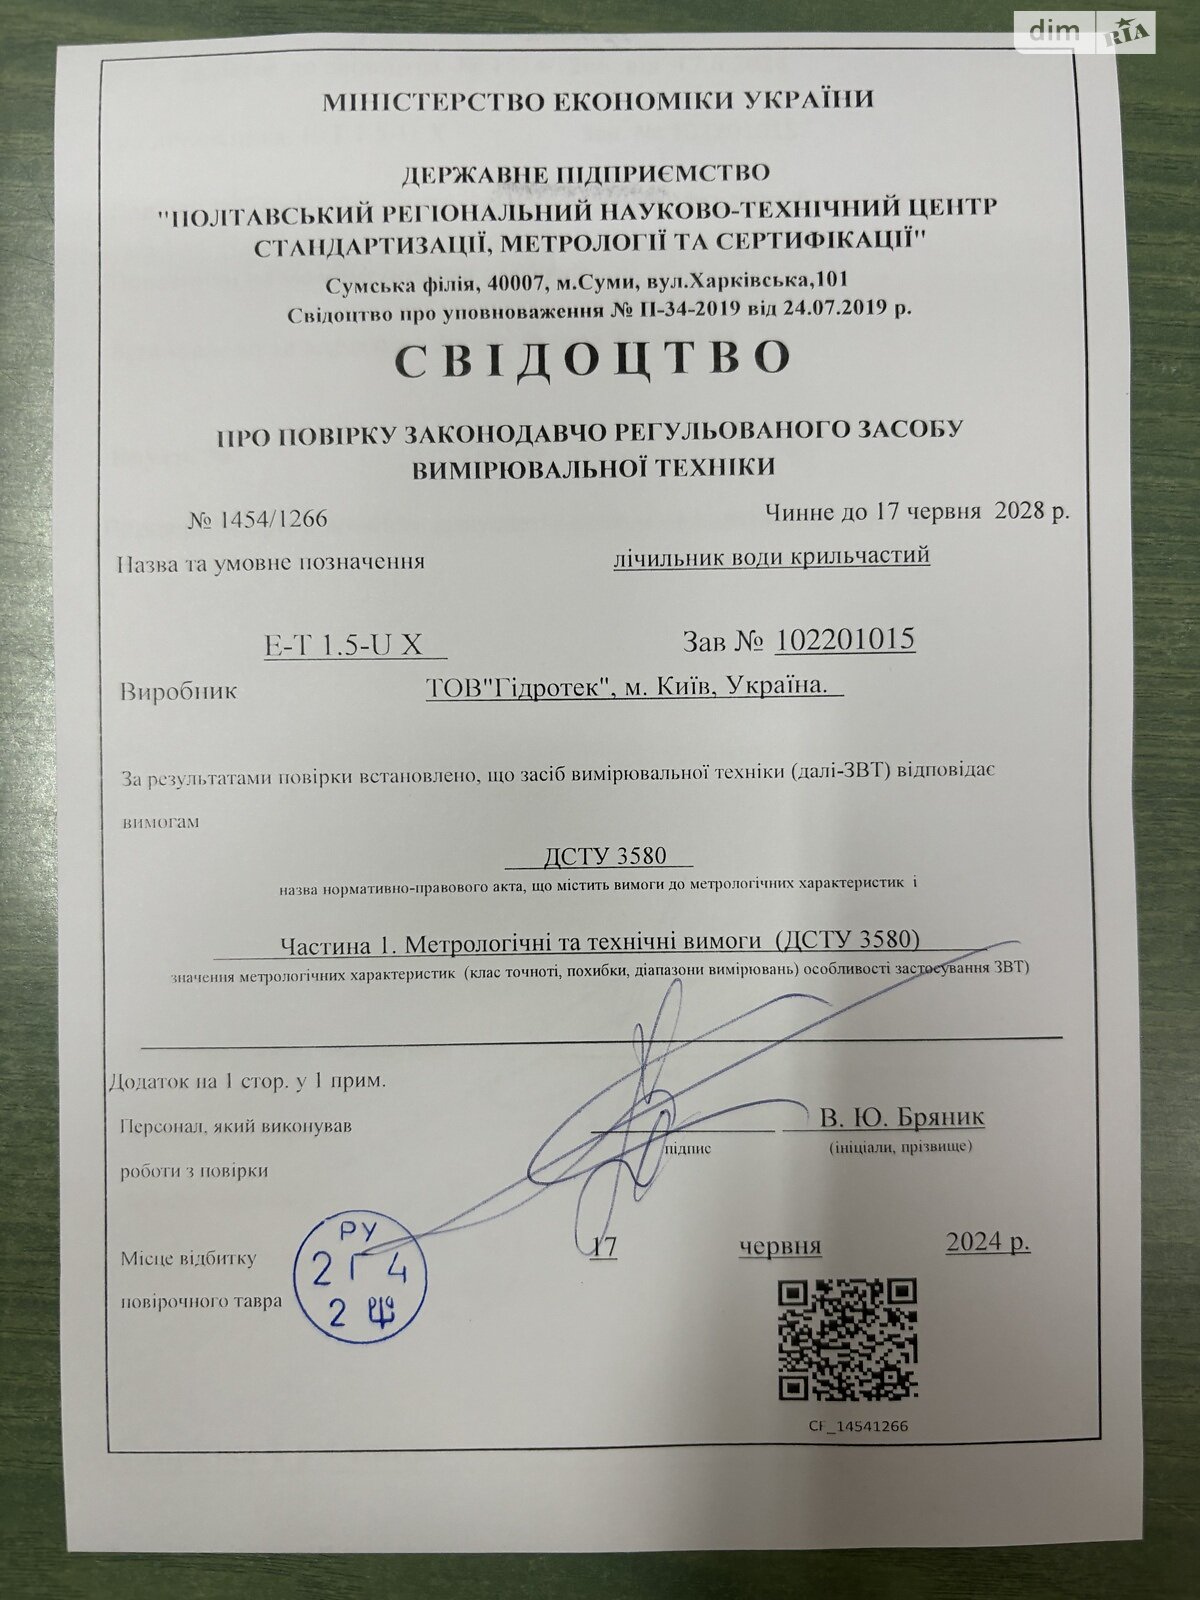 dim RIA
МІНІСТЕРСТВО ЕКОНОМІКИ УКРАЇНИ
ДЕРЖАВНЕ ПІДПРИЄМСТВО
"ПОЛТАВСЬКИЙ РЕГІОНАЛЬНИЙ НАУКОВО-ТЕХНІЧНИЙ ЦЕНТР
СТАНДАРТИЗАЦІЇ, МЕТРОЛОГІЇ ТА СЕРТИФІКАЦІЇ"
Сумська філія, 40007, м.Суми, вул.Харківська,101
Свідоцтво про уповноваження № П-34-2019 від 24.07.2019 р.
СВІДОЦТВО
ПРО ПОВІРКУ ЗАКОНОДАВЧО РЕГУЛЬОВАНОГО ЗАСОБУ
ВИМІРЮВАЛЬНОЇ ТЕХНІКИ
№ 1454/1266 Чинне до 17 червня 2028 р.
Назва та умовне позначення лічильник води крильчастий
E-T 1.5-U X Зав № 102201015
Виробник ТОВ"Гідротек", м. Київ, Україна.
За результатами повірки встановлено, що засіб вимірювальної техніки (далі-ЗВТ) відповідає
вимогам
ДСТУ 3580
назва нормативно-правового акта, що містить вимоги до метрологічних характеристик і
Частина 1. Метрологічні та технічні вимоги (ДСТУ 3580)
значення метрологічних характеристик (клас точноті, похибки, діапазони вимірювань) особливості застосування ЗВТ)
Додаток на 1 стор. у 1 прим.
Персонал, який виконував В. Ю. Бряник
підпис (ініціали, прізвище)
роботи з повірки
РУ
2 Г 4
2
17 червня 2024 р.
Місце відбитку
повірочного тавра
CF_14541266